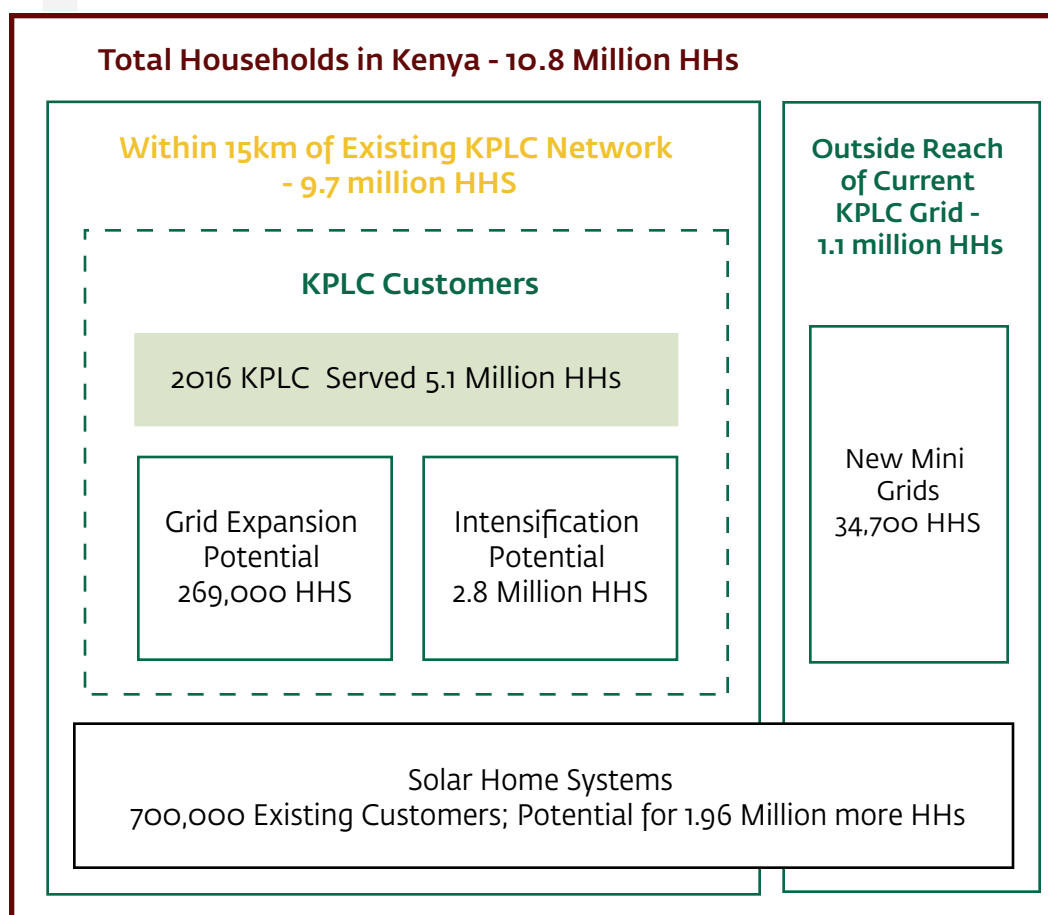 Total Households in Kenya - 10.8 Million HHs
Within 15km of Existing KPLC Network
- 9.7 million HHS
KPLC Customers
2016 KPLC Served 5.1 Million HHs
Grid Expansion
Potential
269,000 HHS
Intensification
Potential
2.8 Million HHS
Outside Reach
of Current
KPLC Grid -
1.1 million HHs
New Mini
Grids
34,700 HHS
Solar Home Systems
700,000 Existing Customers; Potential for 1.96 Million more HHs